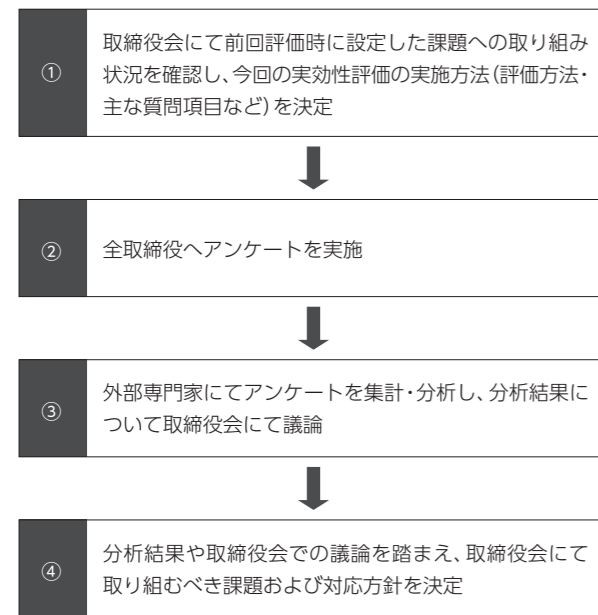 ①
取締役会にて前回評価時に設定した課題への取り組み
状況を確認し、今回の実効性評価の実施方法(評価方法・
主な質問項目など)を決定
②
全取締役へアンケートを実施
③
外部専門家にてアンケートを集計・分析し、分析結果に
ついて取締役会にて議論
④
分析結果や取締役会での議論を踏まえ、取締役会にて
取り組むべき課題および対応方針を決定